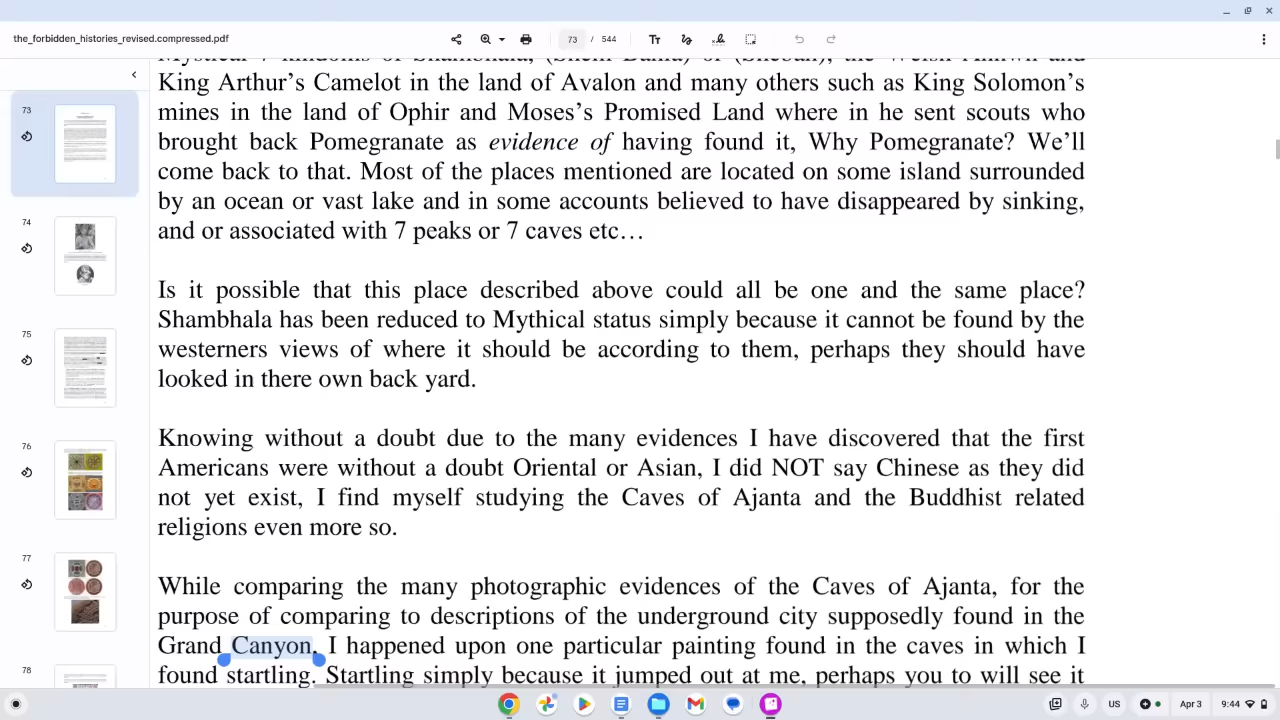 the_forbidden_histories_revised.compressed.pdf
73 / 544
73
74
75
76
77
78
King Arthur's Camelot in the land of Avalon and many others such as King Solomon's
mines in the land of Ophir and Moses's Promised Land where in he sent scouts who
brought back Pomegranate as evidence of having found it, Why Pomegranate? We'll
come back to that. Most of the places mentioned are located on some island surrounded
by an ocean or vast lake and in some accounts believed to have disappeared by sinking,
and or associated with 7 peaks or 7 caves etc…
Is it possible that this place described above could all be one and the same place?
Shambhala has been reduced to Mythical status simply because it cannot be found by the
westerners views of where it should be according to them, perhaps they should have
looked in there own back yard.
Knowing without a doubt due to the many evidences I have discovered that the first
Americans were without a doubt Oriental or Asian, I did NOT say Chinese as they did
not yet exist, I find myself studying the Caves of Ajanta and the Buddhist related
religions even more so.
While comparing the many photographic evidences of the Caves of Ajanta, for the
purpose of comparing to descriptions of the underground city supposedly found in the
Grand Canyon, I happened upon one particular painting found in the caves in which I
found startling. Startling simply because it jumped out at me, perhaps you to will see it
US
Apr 3
9:44